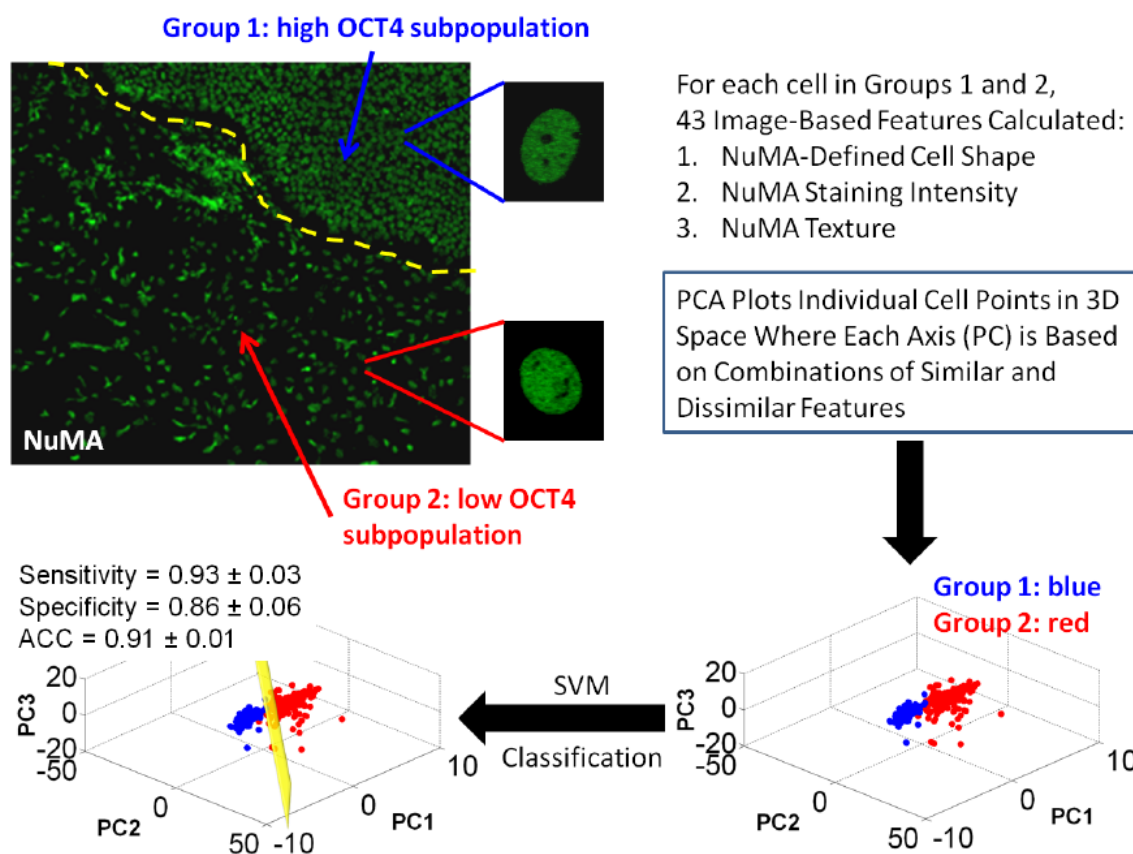 Group 1: high OCT4 subpopulation
NuMA
For each cell in Groups 1 and 2,
43 Image-Based Features Calculated:
1. NuMA-Defined Cell Shape
2. NuMA Staining Intensity
3. NuMA Texture
PCA Plots Individual Cell Points in 3D
Space Where Each Axis (PC) is Based
on Combinations of Similar and
Dissimilar Features
Group 2: low OCT4
subpopulation
Sensitivity = 0.93 ± 0.03
Specificity = 0.86 ± 0.06
ACC = 0.91 ± 0.01
20
0
-20
PC3
-50
0
50
PC2
-10
0
10
PC1
SVM
Classification
Group 1: blue
Group 2: red
20
0
-20
PC3
-50
0
50
PC2
-10
0
10
PC1